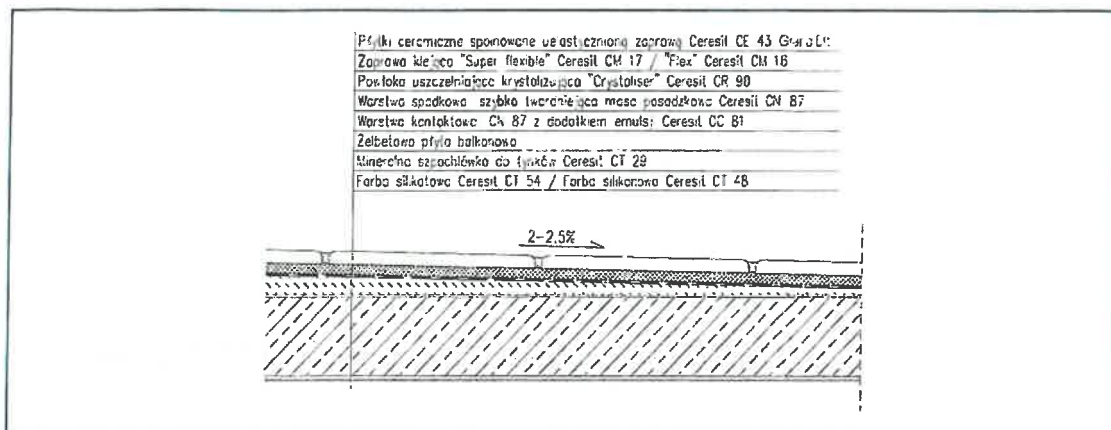 Płytki ceramiczne spoinowane uelastycznioną zaprawą Ceresit CE 43
Zaprawa klejąca "Super flexible" Ceresit CM 17 / "Flex" Ceresit CM 16
Powłoka uszczelniająca krystalizująca "Crystaliser" Ceresit CR 90
Warstwa spadkowa szybko twardniejąca masa posadzkowa Ceresit CN 87
Warstwa kontaktowa CN 87 z dodatkiem emulsji Ceresit CC 81
Żelbetowa płyta balkonowa
Mineralna szpachlówka do tynków Ceresit CT 29
Farba silikatowa Ceresit CT 54 / Farba silikonowa Ceresit CT 48
2-2,5%